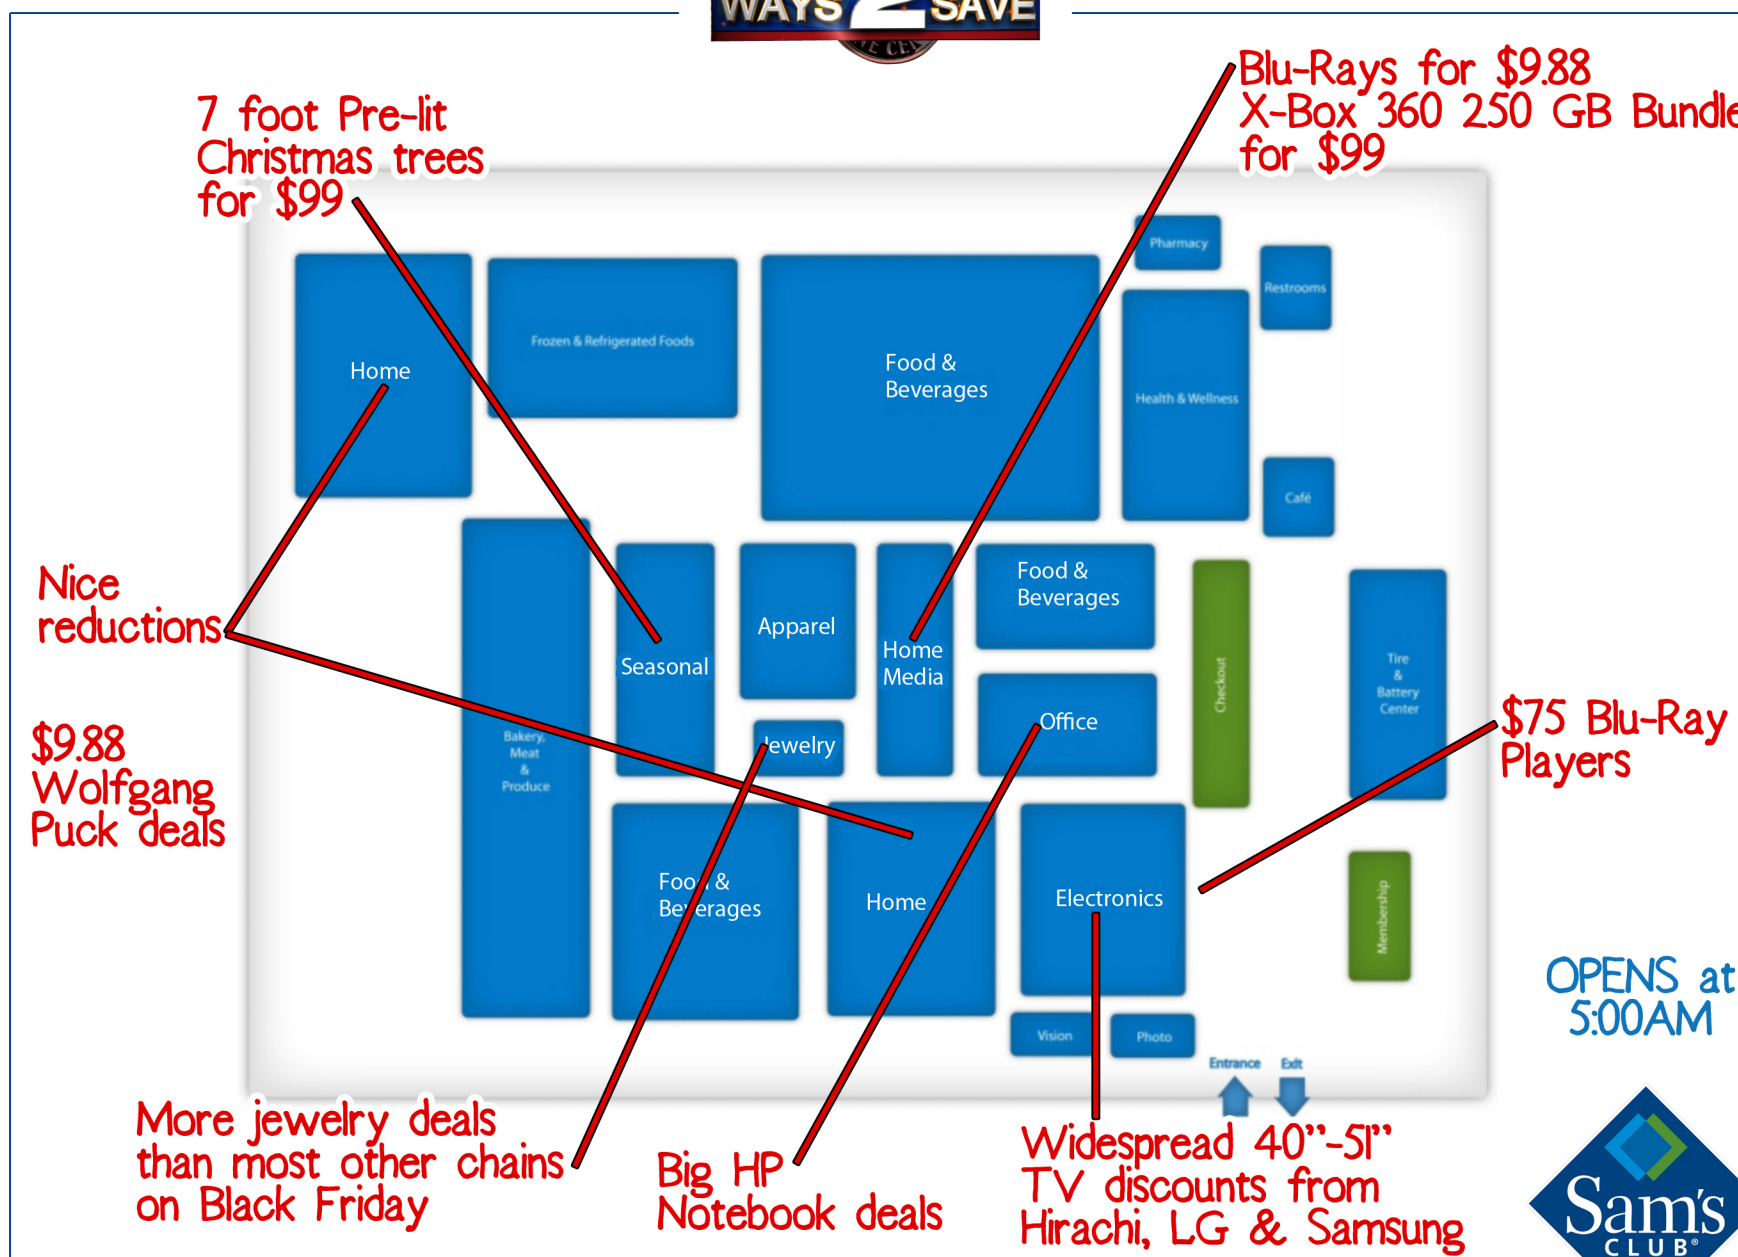 WAYS 2 SAVE
7 foot Pre-lit
Christmas trees
for $99
Blu-Rays for $9.88
X-Box 360 250 GB Bundle
for $99
Pharmacy
Restrooms
Home
Frozen & Refrigerated Foods
Food &
Beverages
Health & Wellness
Café
Nice
reductions
Seasonal
Apparel
Home
Media
Food &
Beverages
Checkout
Tire
&
Battery
Center
Jewelry
Office
Bakery,
Meat
&
Produce
$9.88
Wolfgang
Puck deals
$75 Blu-Ray
Players
Food &
Beverages
Home
Electronics
Membership
OPENS at
5:00AM
Vision
Photo
Entrance
Exit
More jewelry deals
than most other chains
on Black Friday
Big HP
Notebook deals
Widespread 40"-51"
TV discounts from
Hirachi, LG & Samsung
Sam's
CLUB®